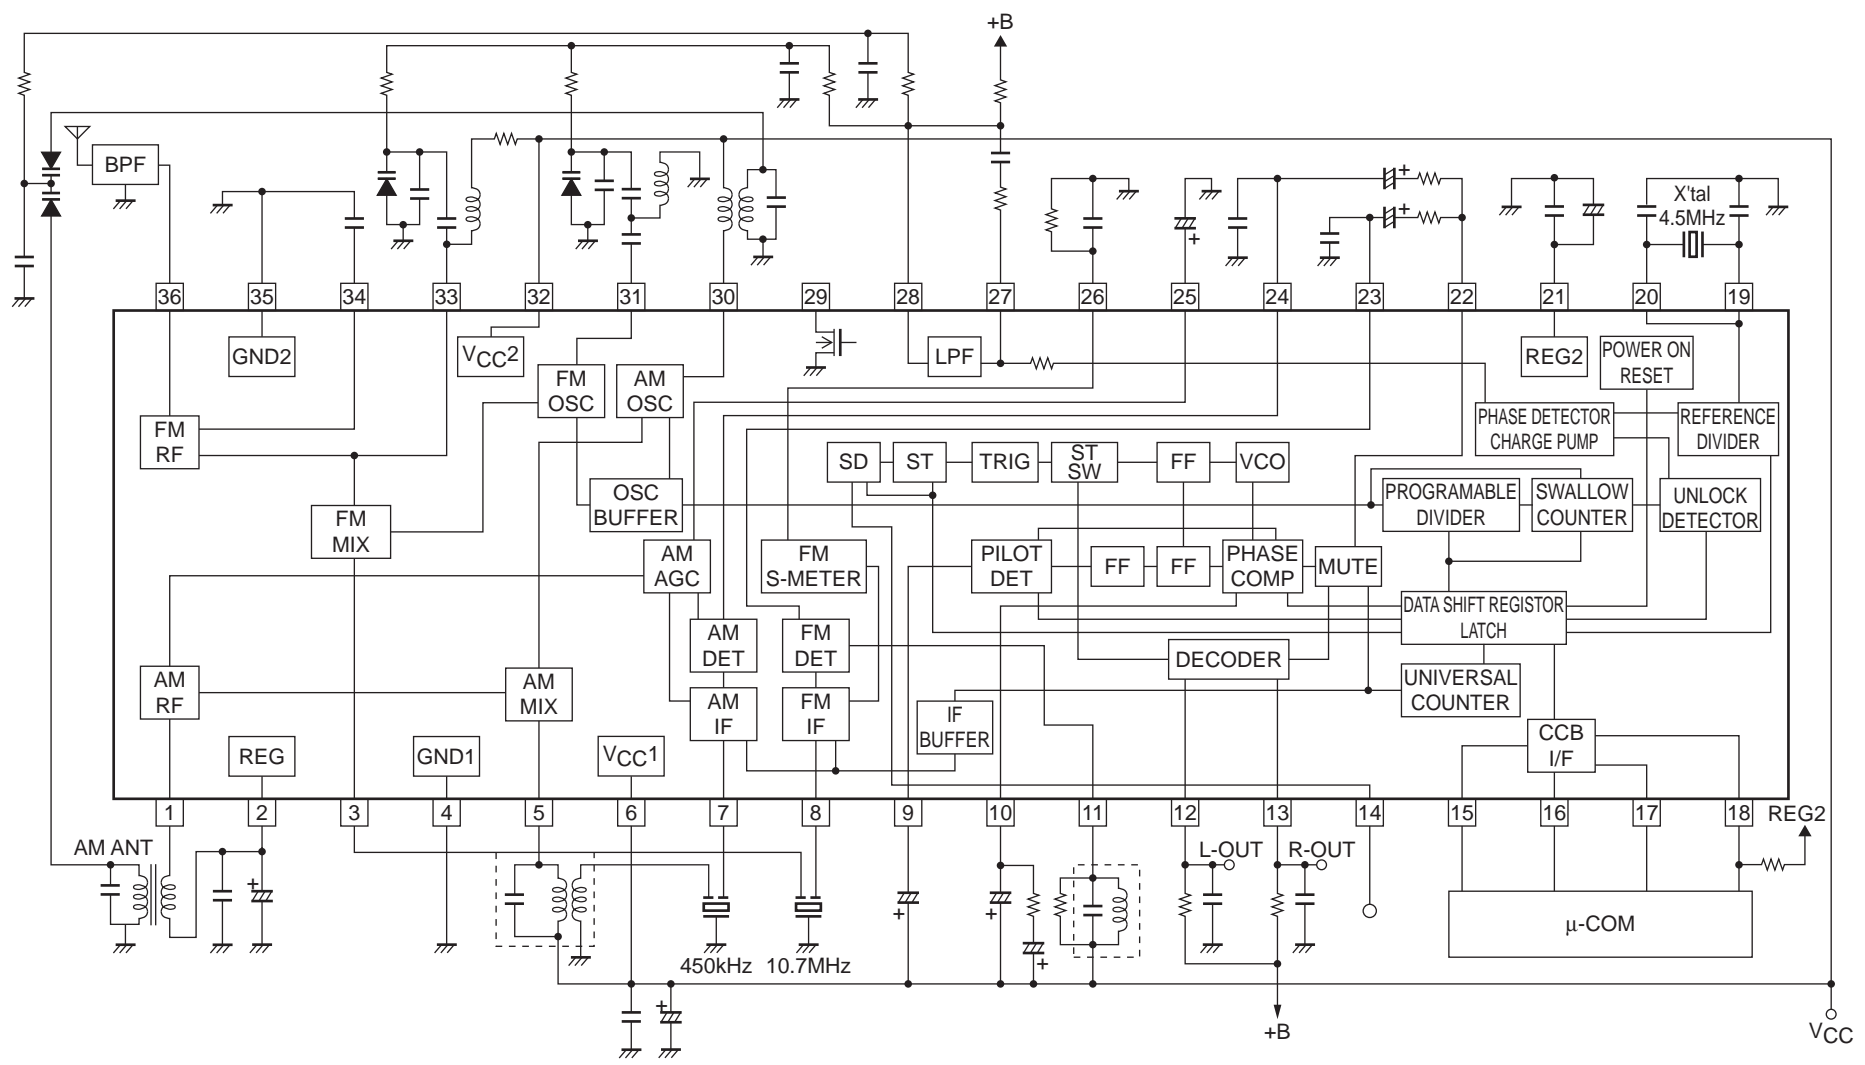 +B
BPF
X'tal
4.5MHz
36 35 34 33 32 31 30 29 28 27 26 25 24 23 22 21 20 19
GND2
VCC2
LPF
REG2
POWER ON
RESET
FM
OSC
AM
OSC
FM
RF
PHASE DETECTOR
CHARGE PUMP
REFERENCE
DIVIDER
SD
ST
TRIG
ST
SW
FF
VCO
OSC
BUFFER
PROGRAMABLE
DIVIDER
SWALLOW
COUNTER
UNLOCK
DETECTOR
FM
MIX
AM
AGC
FM
S-METER
PILOT
DET
FF
FF
PHASE
COMP
MUTE
DATA SHIFT REGISTOR
LATCH
AM
DET
FM
DET
DECODER
AM
RF
AM
MIX
AM
IF
FM
IF
IF
BUFFER
UNIVERSAL
COUNTER
REG
GND1
VCC1
CCB
I/F
1 2 3 4 5 6 7 8 9 10 11 12 13 14 15 16 17 18
REG2
AM ANT
L-OUT
R-OUT
µ-COM
450kHz
10.7MHz
+B
VCC
+
+
+
+
+
+
+
+
+